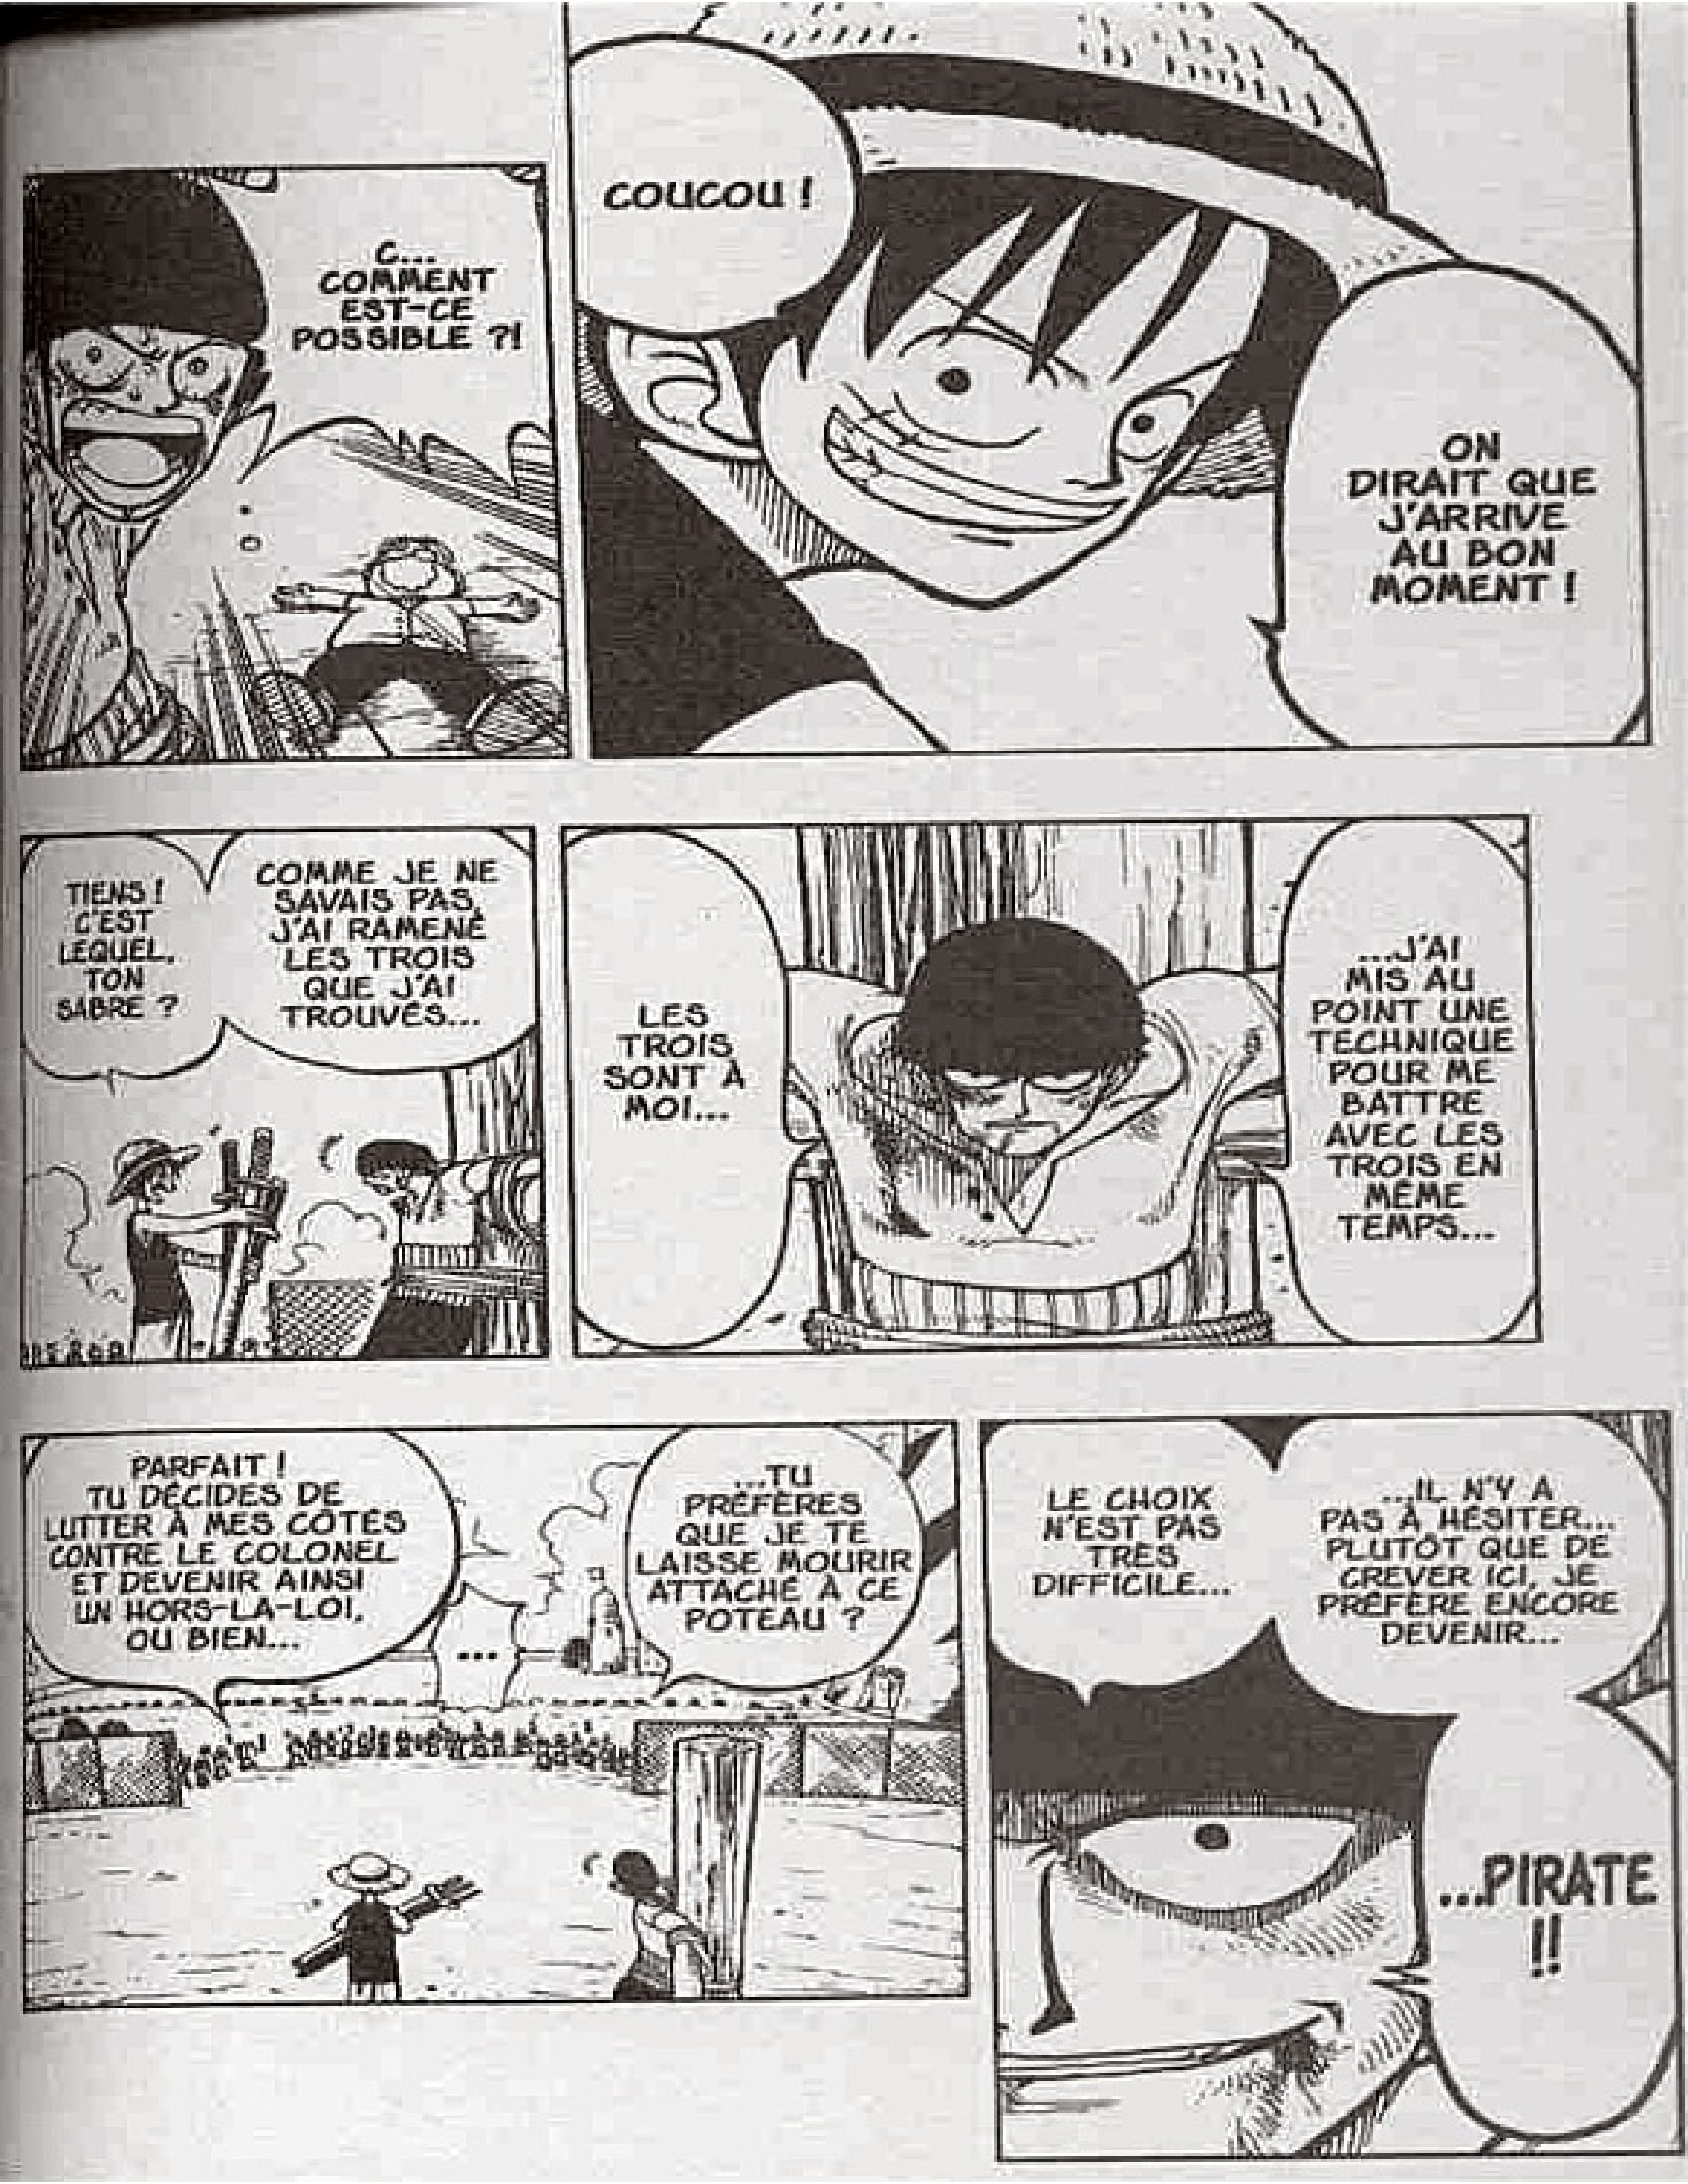 C...
COMMENT
EST-CE
POSSIBLE ?!
COUCOU !
ON
DIRAIT QUE
J'ARRIVE
AU BON
MOMENT !
TIENS !
C'EST
LEQUEL,
TON
SABRE ?
COMME JE NE
SAVAIS PAS,
J'AI RAMENÉ
LES TROIS
QUE J'AI
TROUVÉS...
LES
TROIS
SONT À
MOI...
...J'AI
MIS AU
POINT UNE
TECHNIQUE
POUR ME
BATTRE
AVEC LES
TROIS EN
MÊME
TEMPS...
PARFAIT !
TU DÉCIDES DE
LUTTER À MES CÔTÉS
CONTRE LE COLONEL
ET DEVENIR AINSI
UN HORS-LA-LOI,
OU BIEN...
...
...TU
PRÉFÈRES
QUE JE TE
LAISSE MOURIR
ATTACHÉ À CE
POTEAU ?
LE CHOIX
N'EST PAS
TRÈS
DIFFICILE...
...IL N'Y A
PAS À HÉSITER...
PLUTÔT QUE DE
CREVER ICI, JE
PRÉFÈRE ENCORE
DEVENIR...
...PIRATE
!!